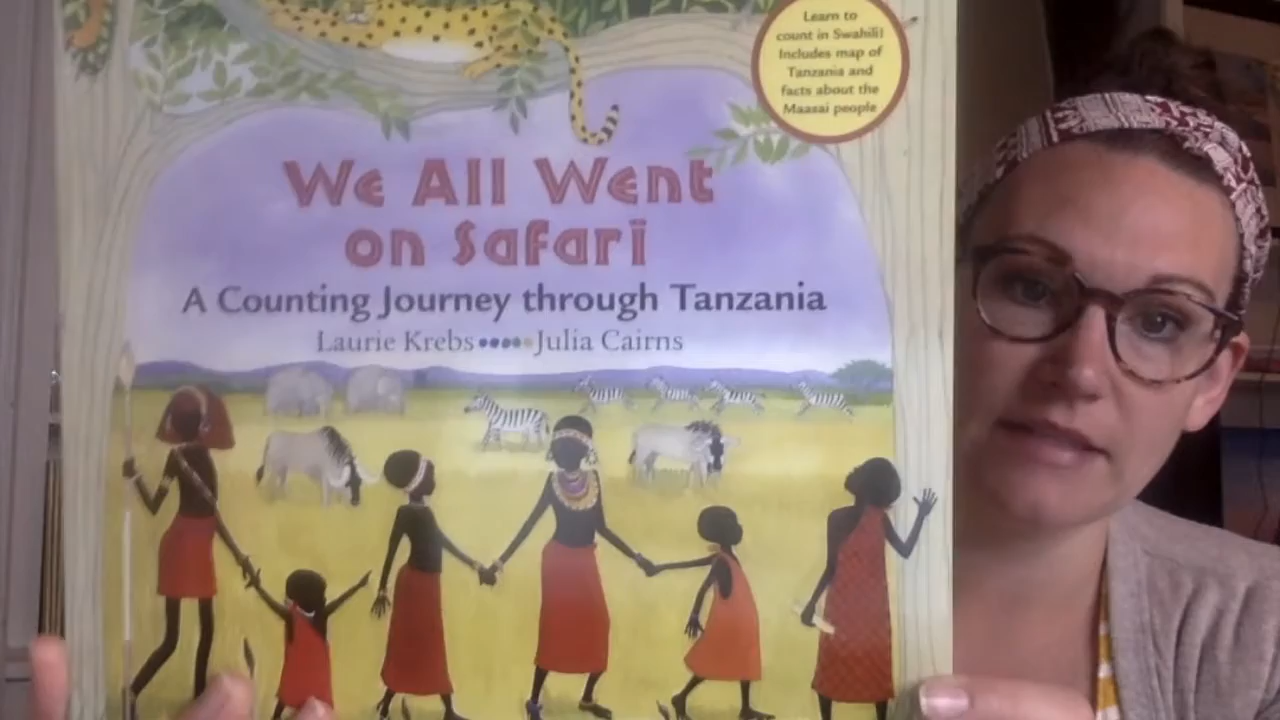 Learn to
count in Swahili!
Includes map of
Tanzania and
facts about the
Maasai people
We All Went
on Safari
A Counting Journey through Tanzania
Laurie Krebs Julia Cairns